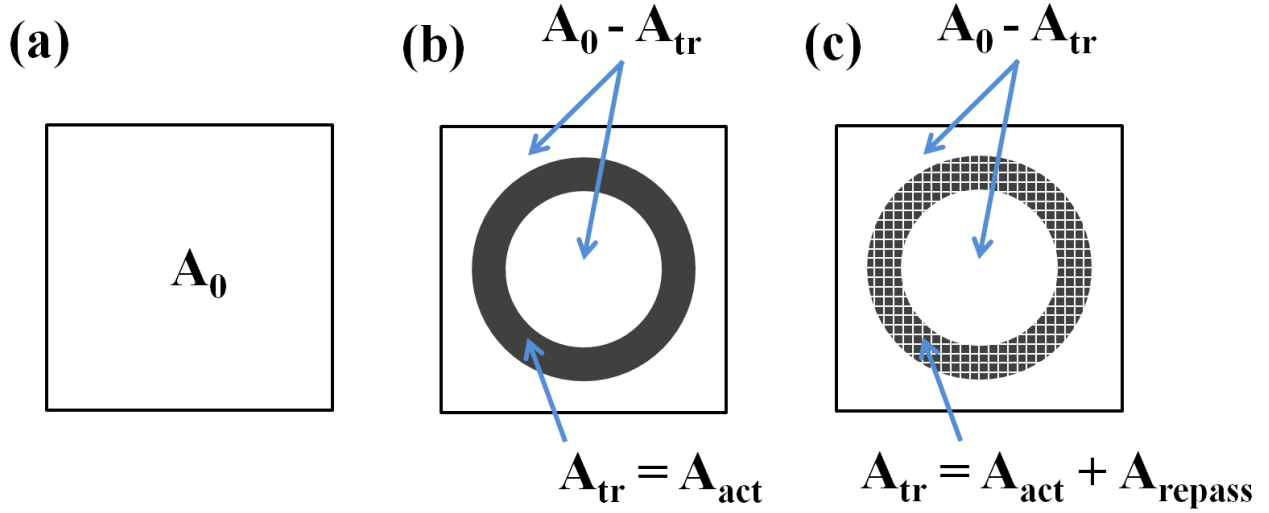 (a)
A₀
(b)
A₀ - Aₜᵣ
Aₜᵣ = Aact
(c)
A₀ - Aₜᵣ
Aₜᵣ = Aact + Arepass